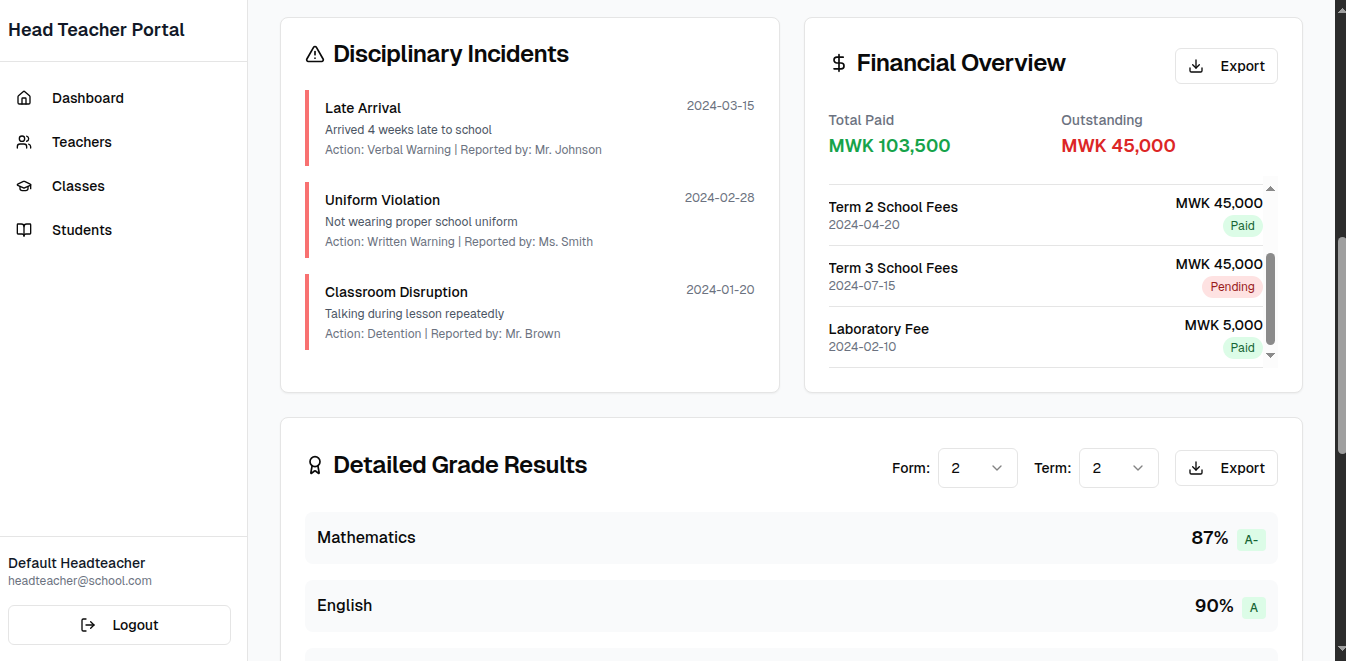 Head Teacher Portal
Dashboard
Teachers
Classes
Students
Default Headteacher
headteacher@school.com
Logout
Disciplinary Incidents
Late Arrival
2024-03-15
Arrived 4 weeks late to school
Action: Verbal Warning | Reported by: Mr. Johnson
Uniform Violation
2024-02-28
Not wearing proper school uniform
Action: Written Warning | Reported by: Ms. Smith
Classroom Disruption
2024-01-20
Talking during lesson repeatedly
Action: Detention | Reported by: Mr. Brown
Financial Overview
Export
Total Paid
Outstanding
MWK 103,500
MWK 45,000
Term 2 School Fees
MWK 45,000
2024-04-20
Paid
Term 3 School Fees
MWK 45,000
2024-07-15
Pending
Laboratory Fee
MWK 5,000
2024-02-10
Paid
Detailed Grade Results
Form: 2
Term: 2
Export
Mathematics
87% A-
English
90% A